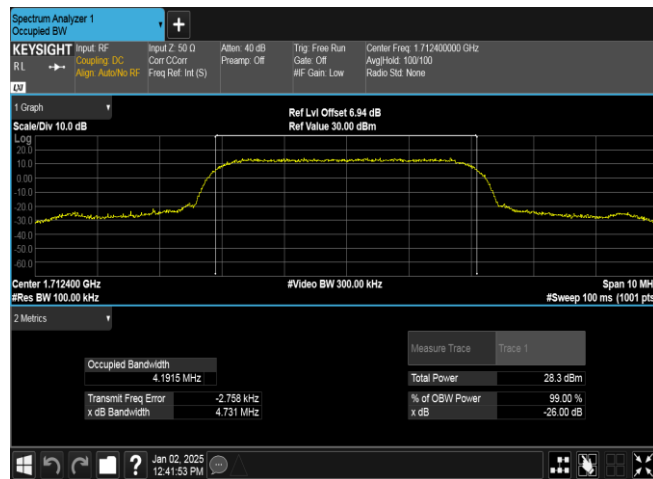 Spectrum Analyzer 1
Occupied BW
+
KEYSIGHT
RL
Input: RF
Coupling: DC
Align: Auto/No RF
Input Z: 50 Ω
Corr CCorr
Freq Ref: Int (S)
Atten: 40 dB
Preamp: Off
Trig: Free Run
Gate: Off
#IF Gain: Low
Center Freq: 1.712400000 GHz
Avg|Hold: 100/100
Radio Std: None
LXI
1 Graph
Scale/Div 10.0 dB
Ref Lvl Offset 6.94 dB
Ref Value 30.00 dBm
Log
20.0
10.0
0.00
-10.0
-20.0
-30.0
-40.0
-50.0
-60.0
Center 1.712400 GHz
#Res BW 100.00 kHz
#Video BW 300.00 kHz
Span 10 MH
#Sweep 100 ms (1001 pts
2 Metrics
Measure Trace Trace 1
Occupied Bandwidth
4.1915 MHz
Total Power 28.3 dBm
Transmit Freq Error -2.758 kHz
% of OBW Power 99.00 %
x dB Bandwidth 4.731 MHz
x dB -26.00 dB
?
Jan 02, 2025
12:41:53 PM